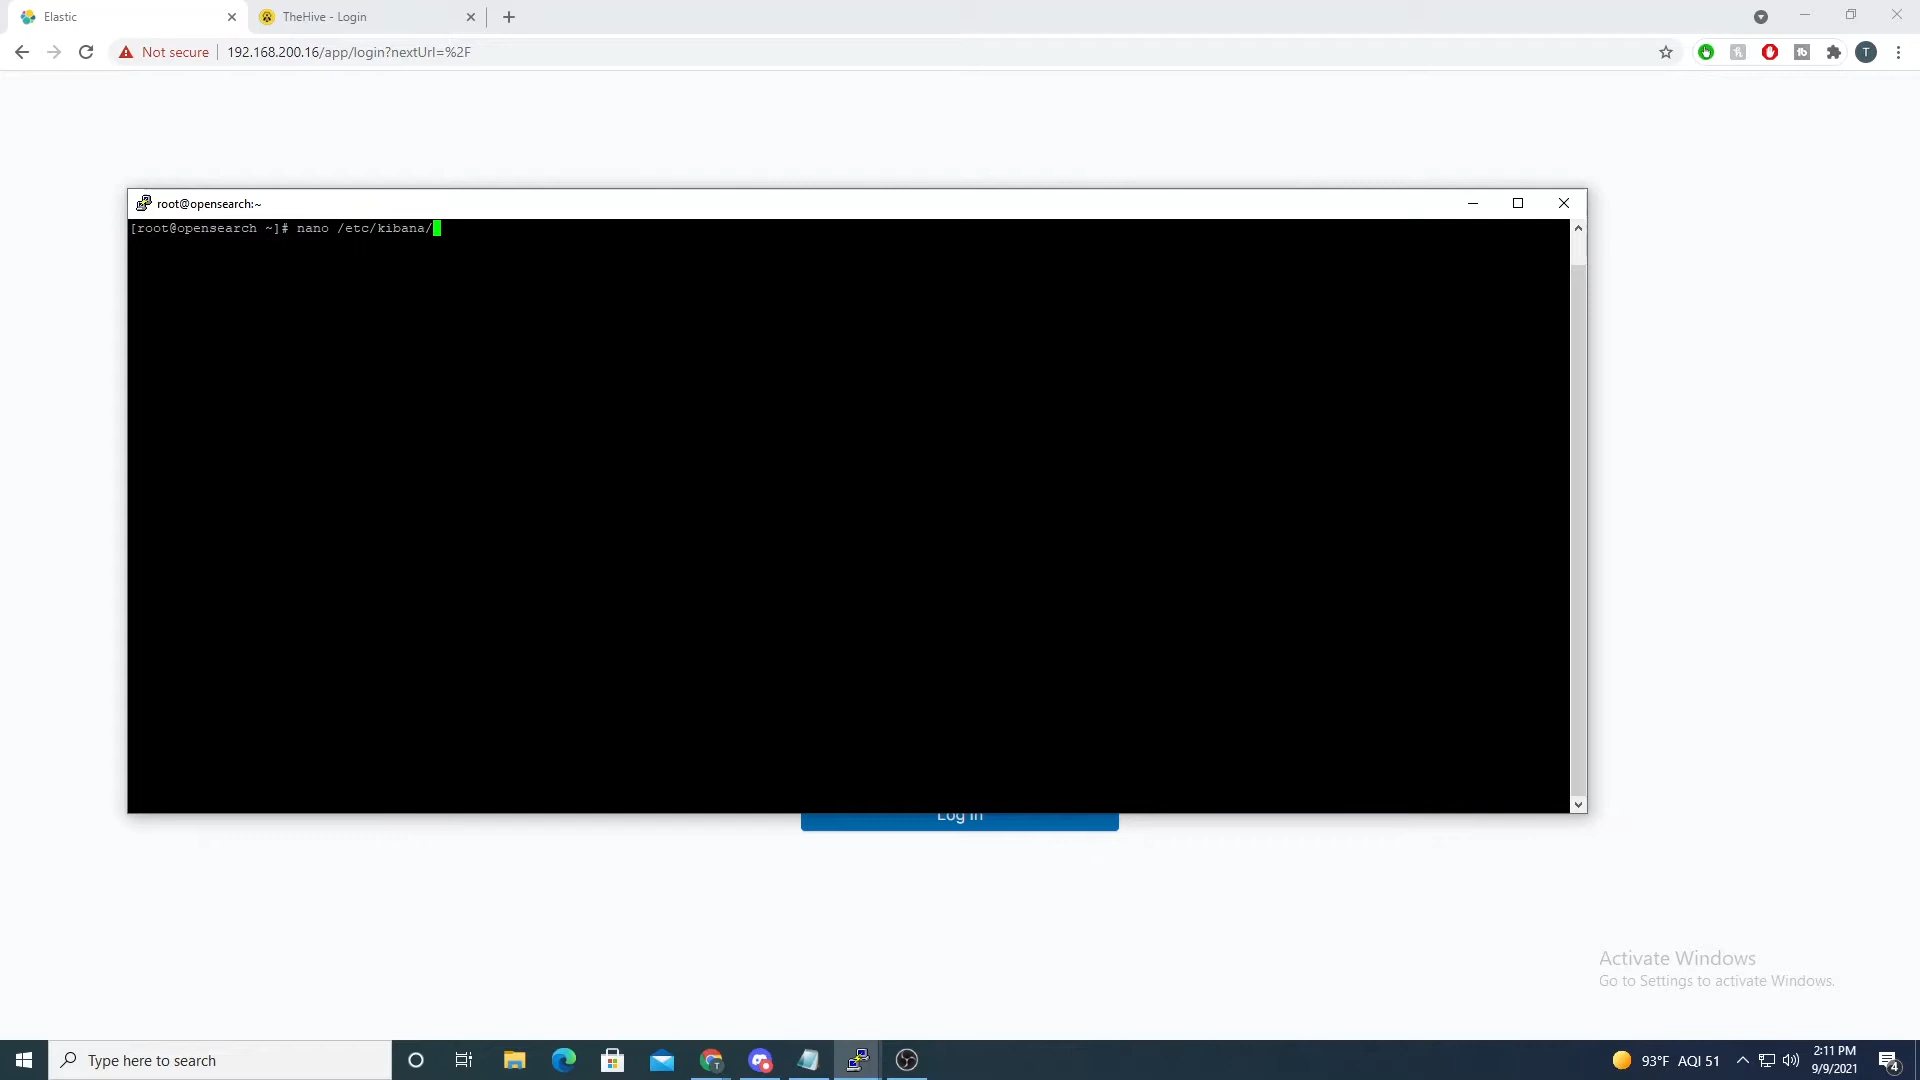 Elastic
TheHive - Login
Not secure
192.168.200.16/app/login?nextUrl=%2F
T
root@opensearch:~
[root@opensearch ~]# nano /etc/kibana/
Log in
Activate Windows
Go to Settings to activate Windows.
Type here to search
T
93°F AQI 51
2:11 PM
9/9/2021
4